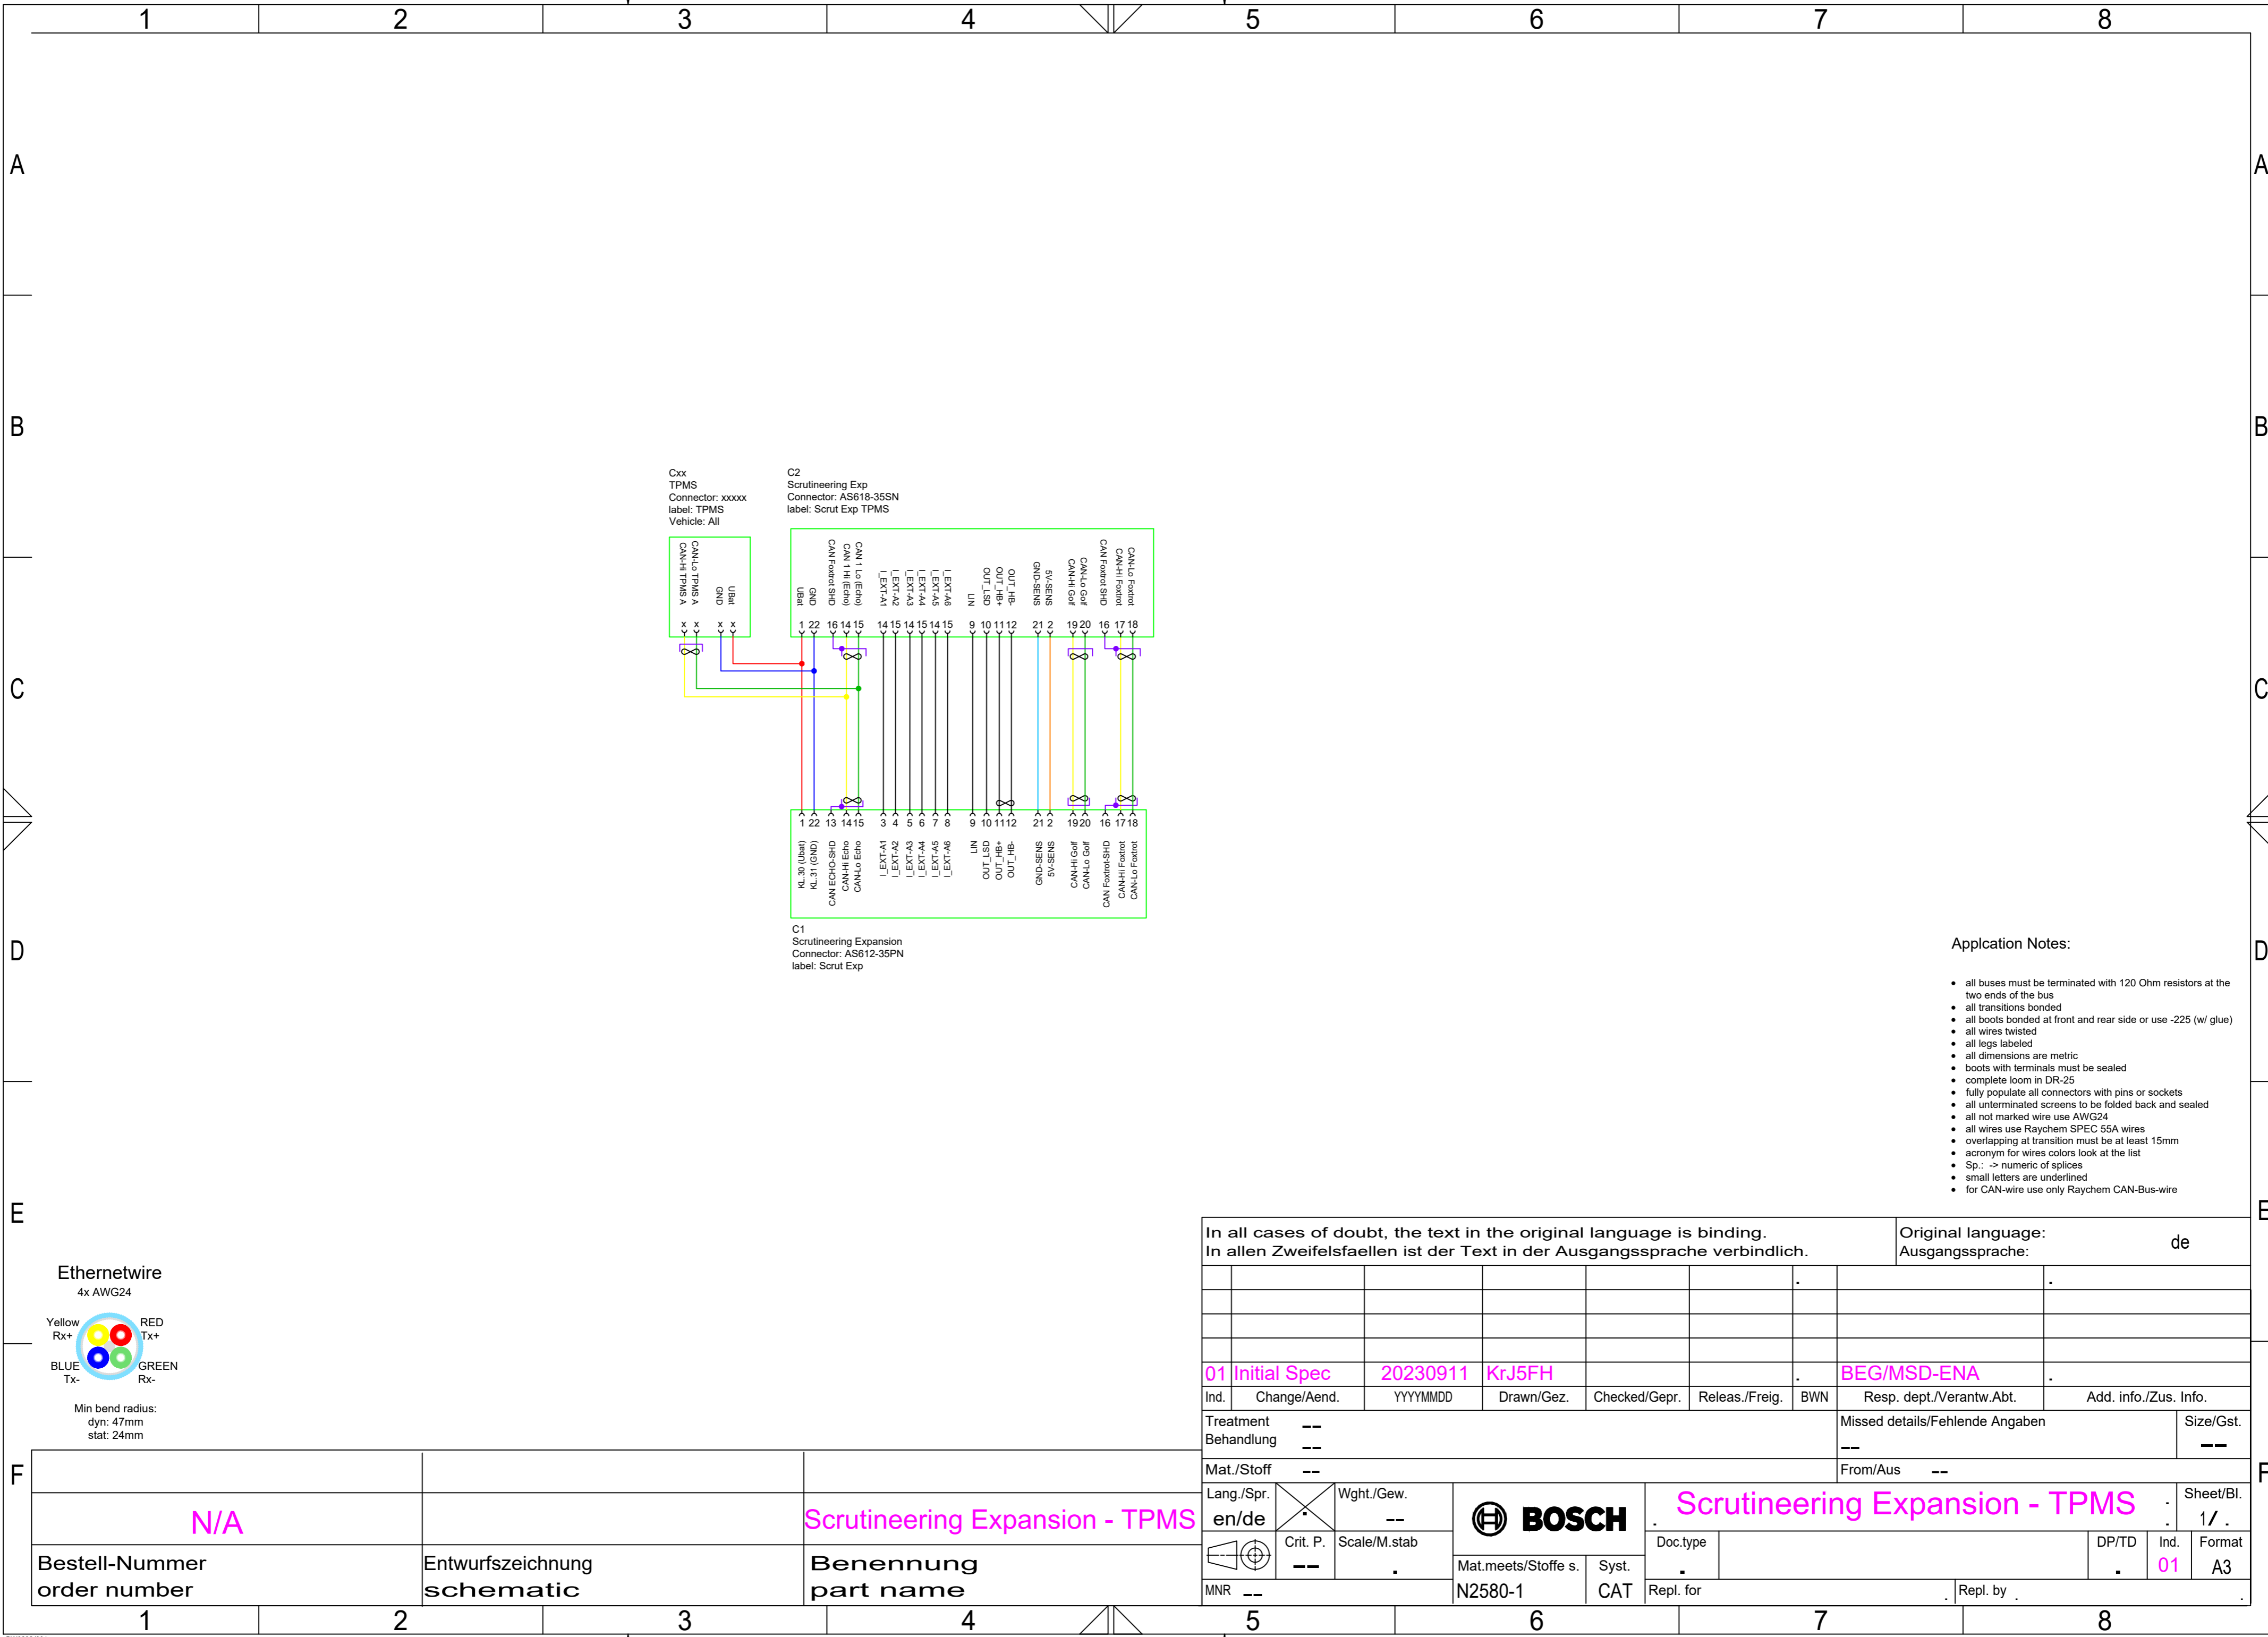 1 2 3 4 5 6 7 8
A A
B B
C C
D D
E E
F F
Cxx
TPMS
Connector: xxxxx
label: TPMS
Vehicle: All
C2
Scrutineering Exp
Connector: AS618-35SN
label: Scrut Exp TPMS
CAN-Hi TPMS A
CAN-Lo TPMS A
GND
UBat
x x x x
UBat
GND
CAN Foxtrot SHD
CAN 1 Hi (Echo)
CAN 1 Lo (Echo)
I_EXT-A1
I_EXT-A2
I_EXT-A3
I_EXT-A4
I_EXT-A5
I_EXT-A6
LIN
OUT_LSD
OUT_HB+
OUT_HB-
GND-SENS
5V-SENS
CAN-Hi Golf
CAN-Lo Golf
CAN Foxtrot SHD
CAN-Hi Foxtrot
CAN-Lo Foxtrot
1 22 16 14 15 14 15 14 15 14 15 9 10 11 12 21 2 19 20 16 17 18
1 22 13 14 15 3 4 5 6 7 8 9 10 11 12 21 2 19 20 16 17 18
KL.30 (Ubat)
KL.31 (GND)
CAN ECHO-SHD
CAN-Hi Echo
CAN-Lo Echo
I_EXT-A1
I_EXT-A2
I_EXT-A3
I_EXT-A4
I_EXT-A5
I_EXT-A6
LIN
OUT_LSD
OUT_HB+
OUT_HB-
GND-SENS
5V-SENS
CAN-Hi Golf
CAN-Lo Golf
CAN Foxtrot-SHD
CAN-Hi Foxtrot
CAN-Lo Foxtrot
C1
Scrutineering Expansion
Connector: AS612-35PN
label: Scrut Exp
Applcation Notes:
• all buses must be terminated with 120 Ohm resistors at the
two ends of the bus
• all transitions bonded
• all boots bonded at front and rear side or use -225 (w/ glue)
• all wires twisted
• all legs labeled
• all dimensions are metric
• boots with terminals must be sealed
• complete loom in DR-25
• fully populate all connectors with pins or sockets
• all unterminated screens to be folded back and sealed
• all not marked wire use AWG24
• all wires use Raychem SPEC 55A wires
• overlapping at transition must be at least 15mm
• acronym for wires colors look at the list
• Sp.: -> numeric of splices
• small letters are underlined
• for CAN-wire use only Raychem CAN-Bus-wire
Ethernetwire
4x AWG24
Yellow
Rx+
RED
Tx+
BLUE
Tx-
GREEN
Rx-
Min bend radius:
dyn: 47mm
stat: 24mm
In all cases of doubt, the text in the original language is binding.
In allen Zweifelsfaellen ist der Text in der Ausgangssprache verbindlich.
Original language:
Ausgangssprache:
de
. .
01 Initial Spec 20230911 KrJ5FH . BEG/MSD-ENA .
Ind. Change/Aend. YYYYMMDD Drawn/Gez. Checked/Gepr. Releas./Freig. BWN Resp. dept./Verantw.Abt. Add. info./Zus. Info.
Treatment --
Behandlung --
Missed details/Fehlende Angaben
--
Size/Gst.
--
Mat./Stoff --
From/Aus --
Lang./Spr.
en/de
.
Wght./Gew.
--
BOSCH
. Scrutineering Expansion - TPMS .
.
Sheet/Bl.
1/ .
Crit. P.
--
Scale/M.stab
.
Mat.meets/Stoffe s.
N2580-1
Syst.
CAT
Doc.type
.
DP/TD
.
Ind.
01
Format
A3
MNR --
Repl. for .
Repl. by . .
N/A
Scrutineering Expansion - TPMS
Bestell-Nummer
order number
Entwurfszeichnung
schematic
Benennung
part name
1 2 3 4 5 6 7 8